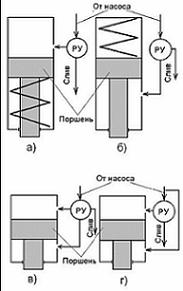 От насоса
РУ
РУ
Слив
Слив
Поршень
а)
б)
От насоса
РУ
РУ
Слив
Слив
Поршень
в)
г)